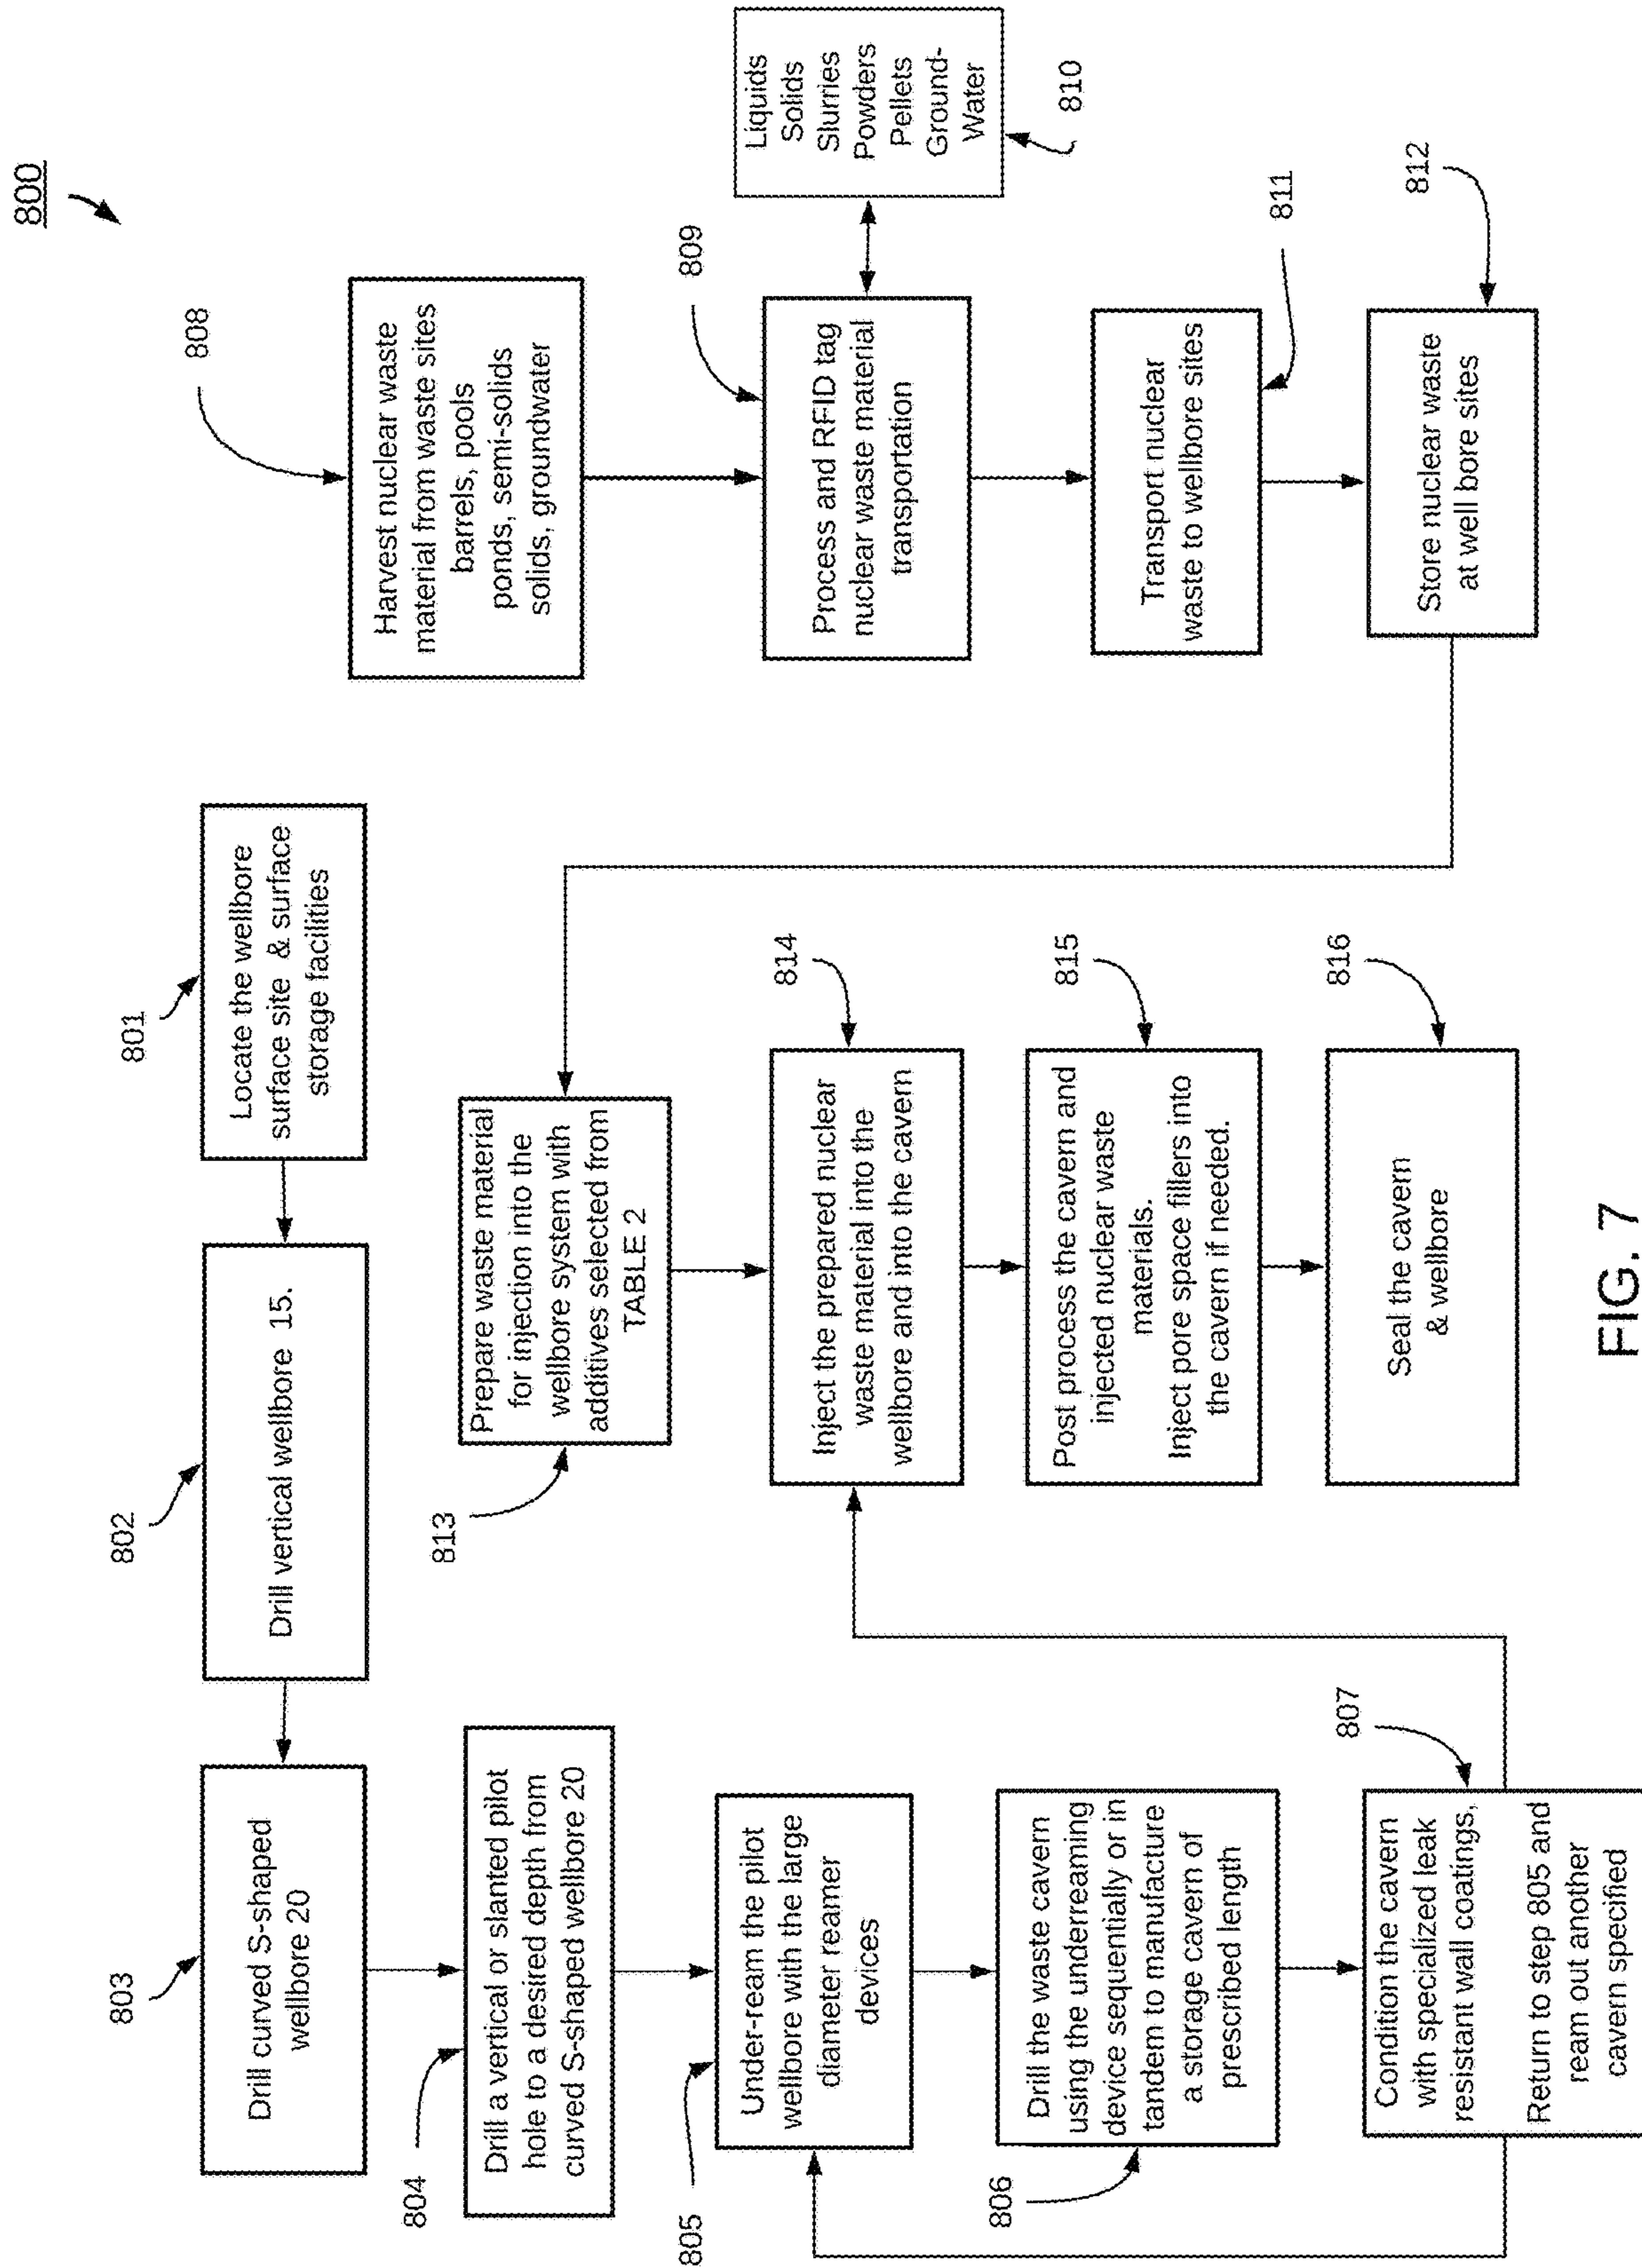 800
801
Locate the wellbore
surface site & surface
storage facilities
802
Drill vertical wellbore 15.
803
Drill curved S-shaped
wellbore 20
804
Drill a vertical or slanted pilot
hole to a desired depth from
curved S-shaped wellbore 20
805
Under-ream the pilot
wellbore with the large
diameter reamer
devices
806
Drill the waste cavern
using the underreaming
device sequentially or in
tandem to manufacture
a storage cavern of
prescribed length
807
Condition the cavern
with specialized leak
resistant wall coatings,
Return to step 805 and
ream out another
cavern specified
808
Harvest nuclear waste
material from waste sites
barrels, pools
ponds, semi-solids
solids, groundwater
809
Process and RFID tag
nuclear waste material
transportation
Liquids
Solids
Slurries
Powders
Pellets
Ground-
Water
810
811
Transport nuclear
waste to wellbore sites
812
Store nuclear waste
at well bore sites
813
Prepare waste material
for injection into the
wellbore system with
additives selected from
TABLE 2
814
Inject the prepared nuclear
waste material into the
wellbore and into the cavern
815
Post process the cavern and
injected nuclear waste
materials.
Inject pore space fillers into
the cavern if needed.
816
Seal the cavern
& wellbore
FIG. 7